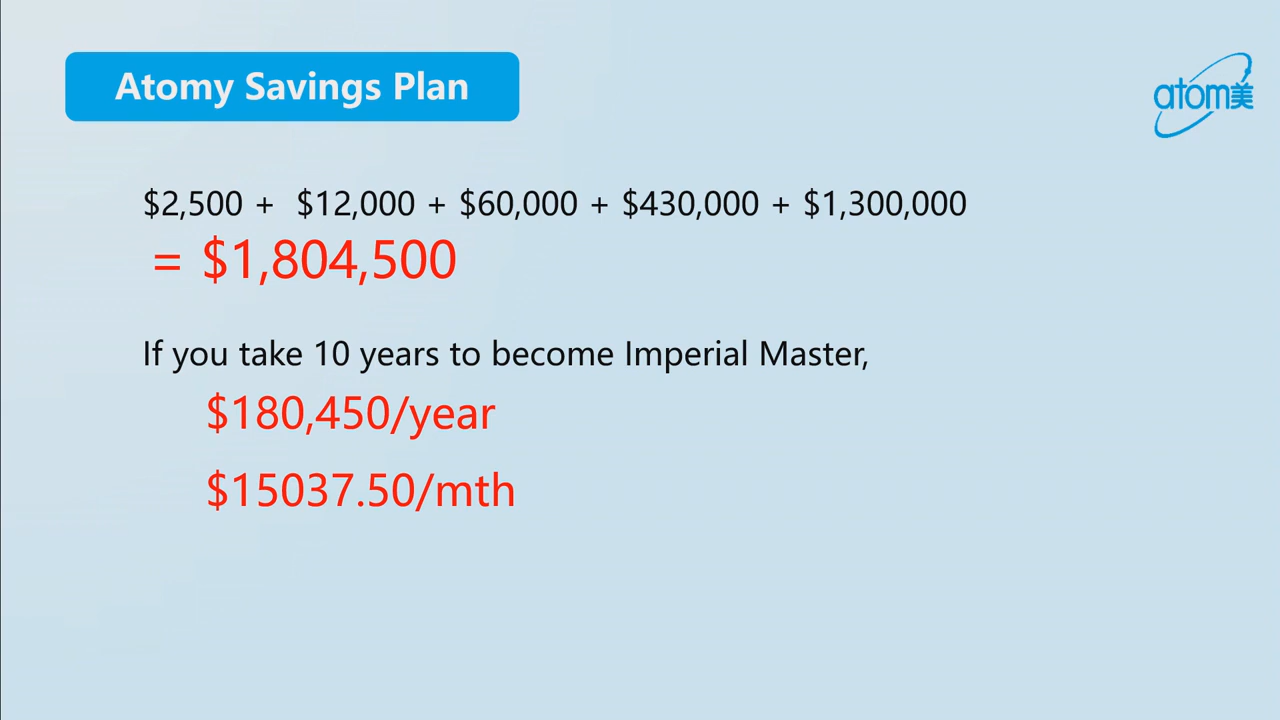 Atomy Savings Plan
atom美
$2,500 + $12,000 + $60,000 + $430,000 + $1,300,000
= $1,804,500
If you take 10 years to become Imperial Master,
$180,450/year
$15037.50/mth